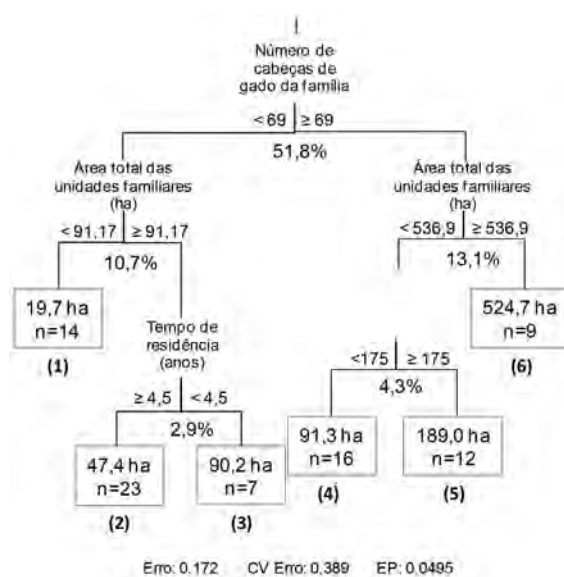 Número de
cabeças de
gado da família
< 69 ≥ 69
51,8%
Área total das
unidades familiares
(ha)
< 91,17 ≥ 91,17
10,7%
Área total das
unidades familiares
(ha)
< 536,9 ≥ 536,9
13,1%
19,7 ha
n=14
(1)
Tempo de
residência
(anos)
≥ 4,5 < 4,5
2,9%
524,7 ha
n=9
(6)
<175 ≥ 175
4,3%
47,4 ha
n=23
(2)
90,2 ha
n=7
(3)
91,3 ha
n=16
(4)
189,0 ha
n=12
(5)
Erro: 0,172 CV Erro: 0,389 EP: 0,0495